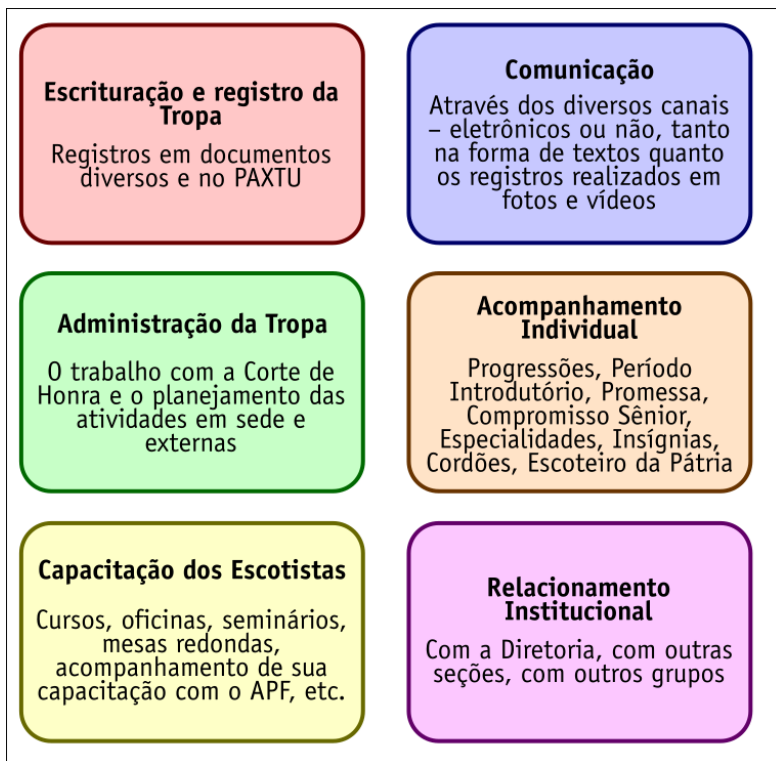 Escrituração e registro da
Tropa
Registros em documentos
diversos e no PAXTU
Comunicação
Através dos diversos canais
– eletrônicos ou não, tanto
na forma de textos quanto
os registros realizados em
fotos e vídeos
Administração da Tropa
O trabalho com a Corte de
Honra e o planejamento das
atividades em sede e
externas
Acompanhamento
Individual
Progressões, Período
Introdutório, Promessa,
Compromisso Sênior,
Especialidades, Insígnias,
Cordões, Escoteiro da Pátria
Capacitação dos Escotistas
Cursos, oficinas, seminários,
mesas redondas,
acompanhamento de sua
capacitação com o APF, etc.
Relacionamento
Institucional
Com a Diretoria, com outras
seções, com outros grupos